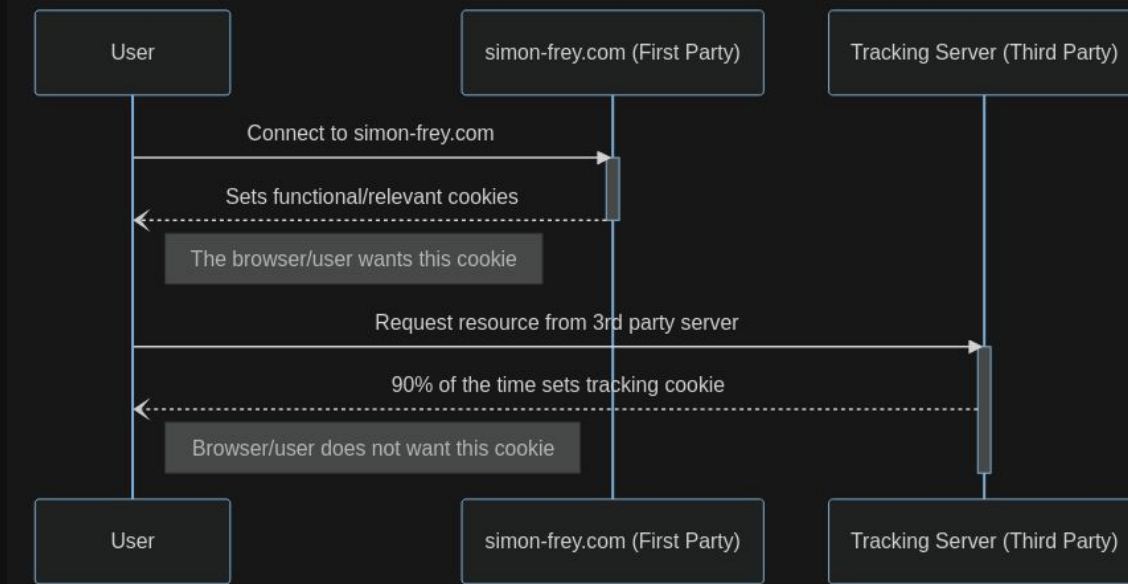 User
simon-frey.com (First Party)
Tracking Server (Third Party)
Connect to simon-frey.com
Sets functional/relevant cookies
The browser/user wants this cookie
Request resource from 3rd party server
90% of the time sets tracking cookie
Browser/user does not want this cookie
User
simon-frey.com (First Party)
Tracking Server (Third Party)